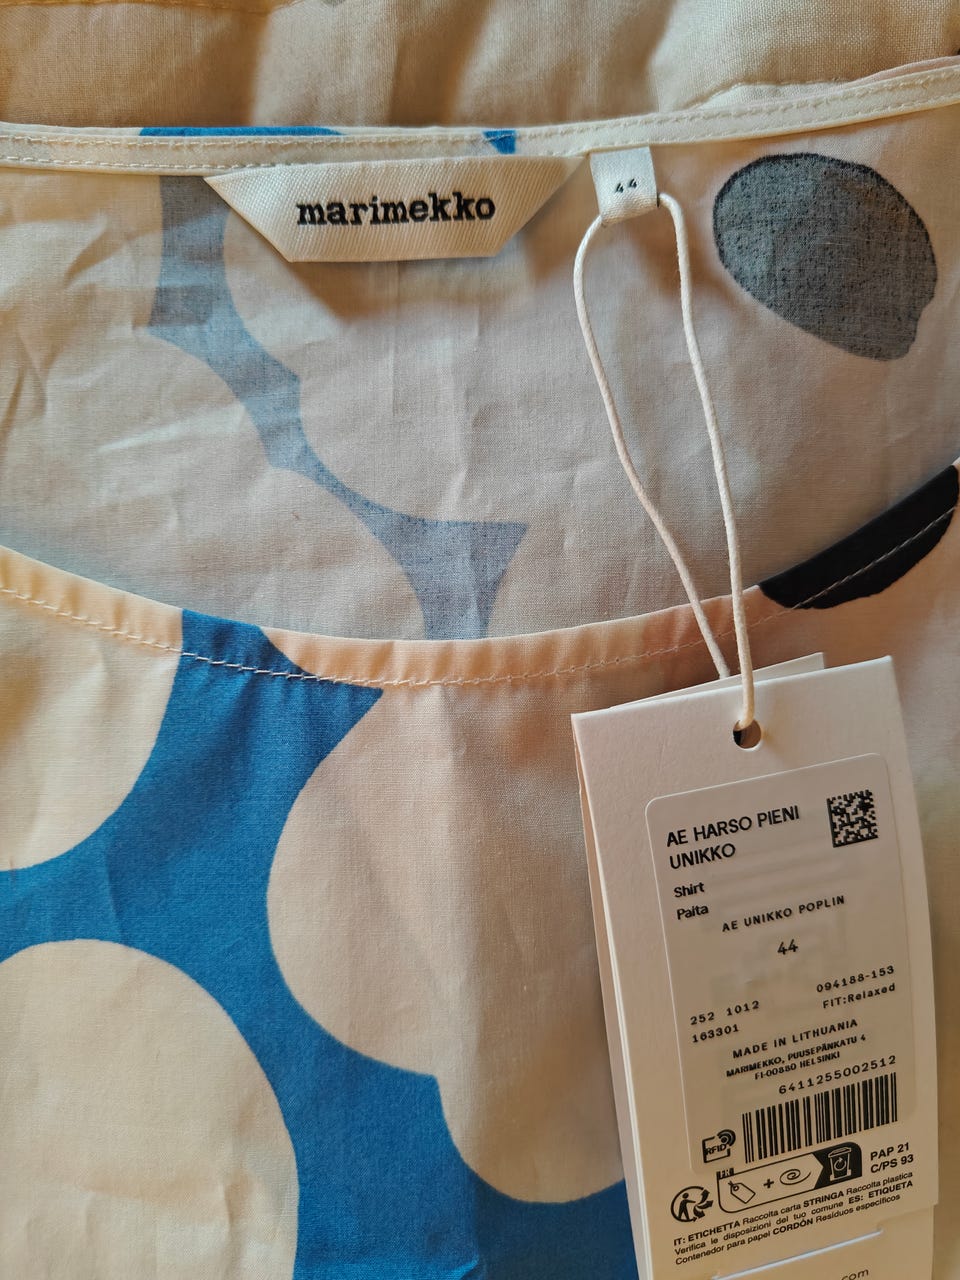 marimekko
44
AE HARSO PIENI
UNIKKO
Shirt
Paita
AE UNIKKO POPLIN
44
094188-153
252 1012
FIT:Relaxed
163301
MADE IN LITHUANIA
MARIMEKKO, PUUSEPÄNKATU 4
FI-00880 HELSINKI
6411255002512
RFID
FR
+
PAP 21
C/PS 93
IT: ETICHETTA Raccolta carta STRINGA Raccolta plastica
Verifica le disposizioni del tuo comune ES: ETIQUETA
Contenedor para papel CORDÓN Residuos específicos
.com